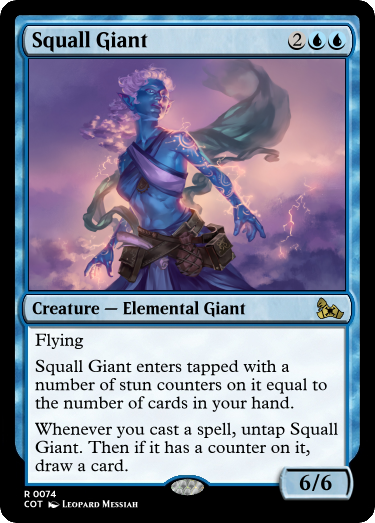 Squall Giant 2
Creature — Elemental Giant
Flying
Squall Giant enters tapped with a
number of stun counters on it equal to
the number of cards in your hand.
Whenever you cast a spell, untap Squall
Giant. Then if it has a counter on it,
draw a card.
6/6
R 0074
COT Leopard Messiah